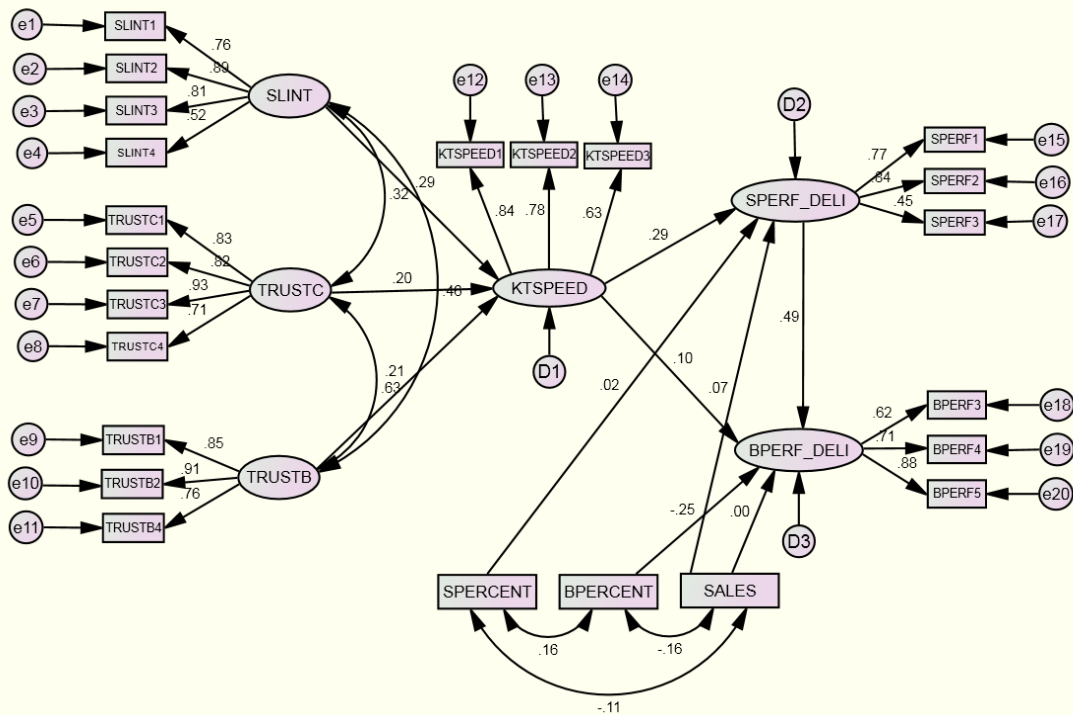 e1
SLINT1
.76
e2
SLINT2
.89
e3
SLINT3
.81
e4
SLINT4
.52
SLINT
e5
TRUSTC1
.83
e6
TRUSTC2
.82
e7
TRUSTC3
.93
e8
TRUSTC4
.71
TRUSTC
e9
TRUSTB1
.85
e10
TRUSTB2
.91
e11
TRUSTB4
.76
TRUSTB
.32
.29
.20
.46
.21
.63
e12
e13
e14
KTSPEED1
KTSPEED2
KTSPEED3
.84
.78
.63
KTSPEED
D1
.29
.10
.02
.07
.49
-.25
.00
D2
SPERF_DELI
.77
SPERF1
e15
.84
SPERF2
e16
.45
SPERF3
e17
BPERF_DELI
D3
.62
BPERF3
e18
.71
BPERF4
e19
.88
BPERF5
e20
SPERCENT
BPERCENT
SALES
.16
-.16
-.11